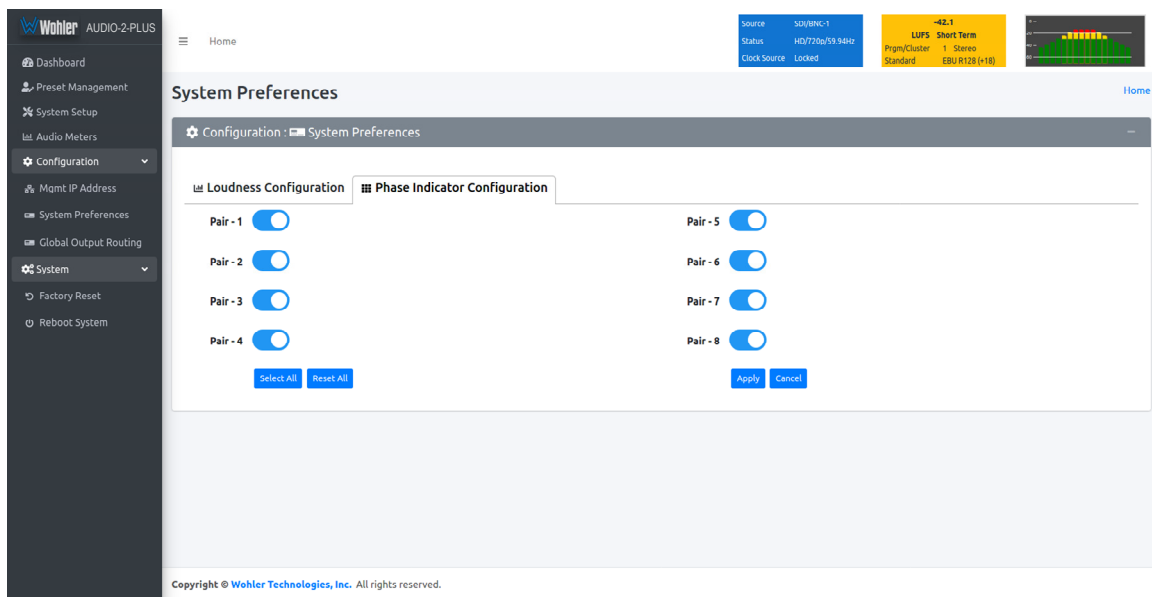 Wohler AUDIO-2-PLUS
Dashboard
Preset Management
System Setup
Audio Meters
Configuration
Mgmt IP Address
System Preferences
Global Output Routing
System
Factory Reset
Reboot System
Home
Source SDI/BNC-1
Status HD/720p/59.94Hz
Clock Source Locked
-42.1
LUFS Short Term
Prgm/Cluster 1 Stereo
Standard EBU R128 (+18)
System Preferences
Home
Configuration : System Preferences
Loudness Configuration
Phase Indicator Configuration
Pair - 1
Pair - 5
Pair - 2
Pair - 6
Pair - 3
Pair - 7
Pair - 4
Pair - 8
Select All
Reset All
Apply
Cancel
Copyright © Wohler Technologies, Inc. All rights reserved.